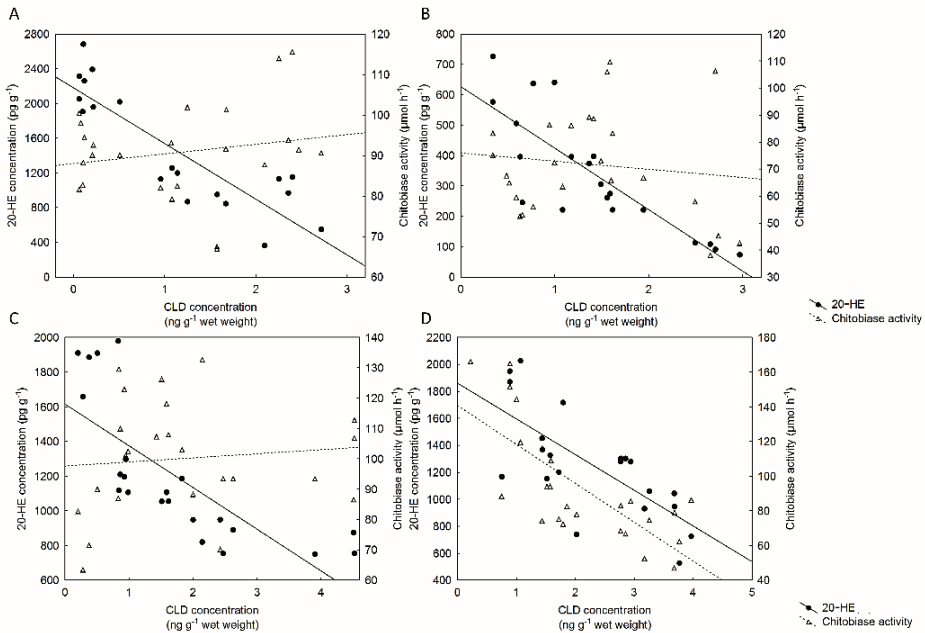 A
2800
2400
2000
1600
1200
800
400
0
20-HE concentration (pg g⁻¹)
120
110
100
90
80
70
60
Chitobiase activity (µmol h⁻¹)
0 1 2 3
CLD concentration
(ng g⁻¹ wet weight)
B
800
700
600
500
400
300
200
100
0
20-HE concentration (pg g⁻¹)
120
110
100
90
80
70
60
50
40
30
Chitobiase activity (µmol h⁻¹)
0 1 2 3
CLD concentration
(ng g⁻¹ wet weight)
20-HE
Chitobiase activity
C
2000
1800
1600
1400
1200
1000
800
600
20-HE concentration (pg g⁻¹)
140
130
120
110
100
90
80
70
60
Chitobiase activity (µmol h⁻¹)
0 1 2 3 4
CLD concentration
(ng g⁻¹ wet weight)
D
2200
2000
1800
1600
1400
1200
1000
800
600
400
20-HE concentration (pg g⁻¹)
180
160
140
120
100
80
60
40
Chitobiase activity (µmol h⁻¹)
0 1 2 3 4 5
CLD concentration
(ng g⁻¹ wet weight)
20-HE
Chitobiase activity